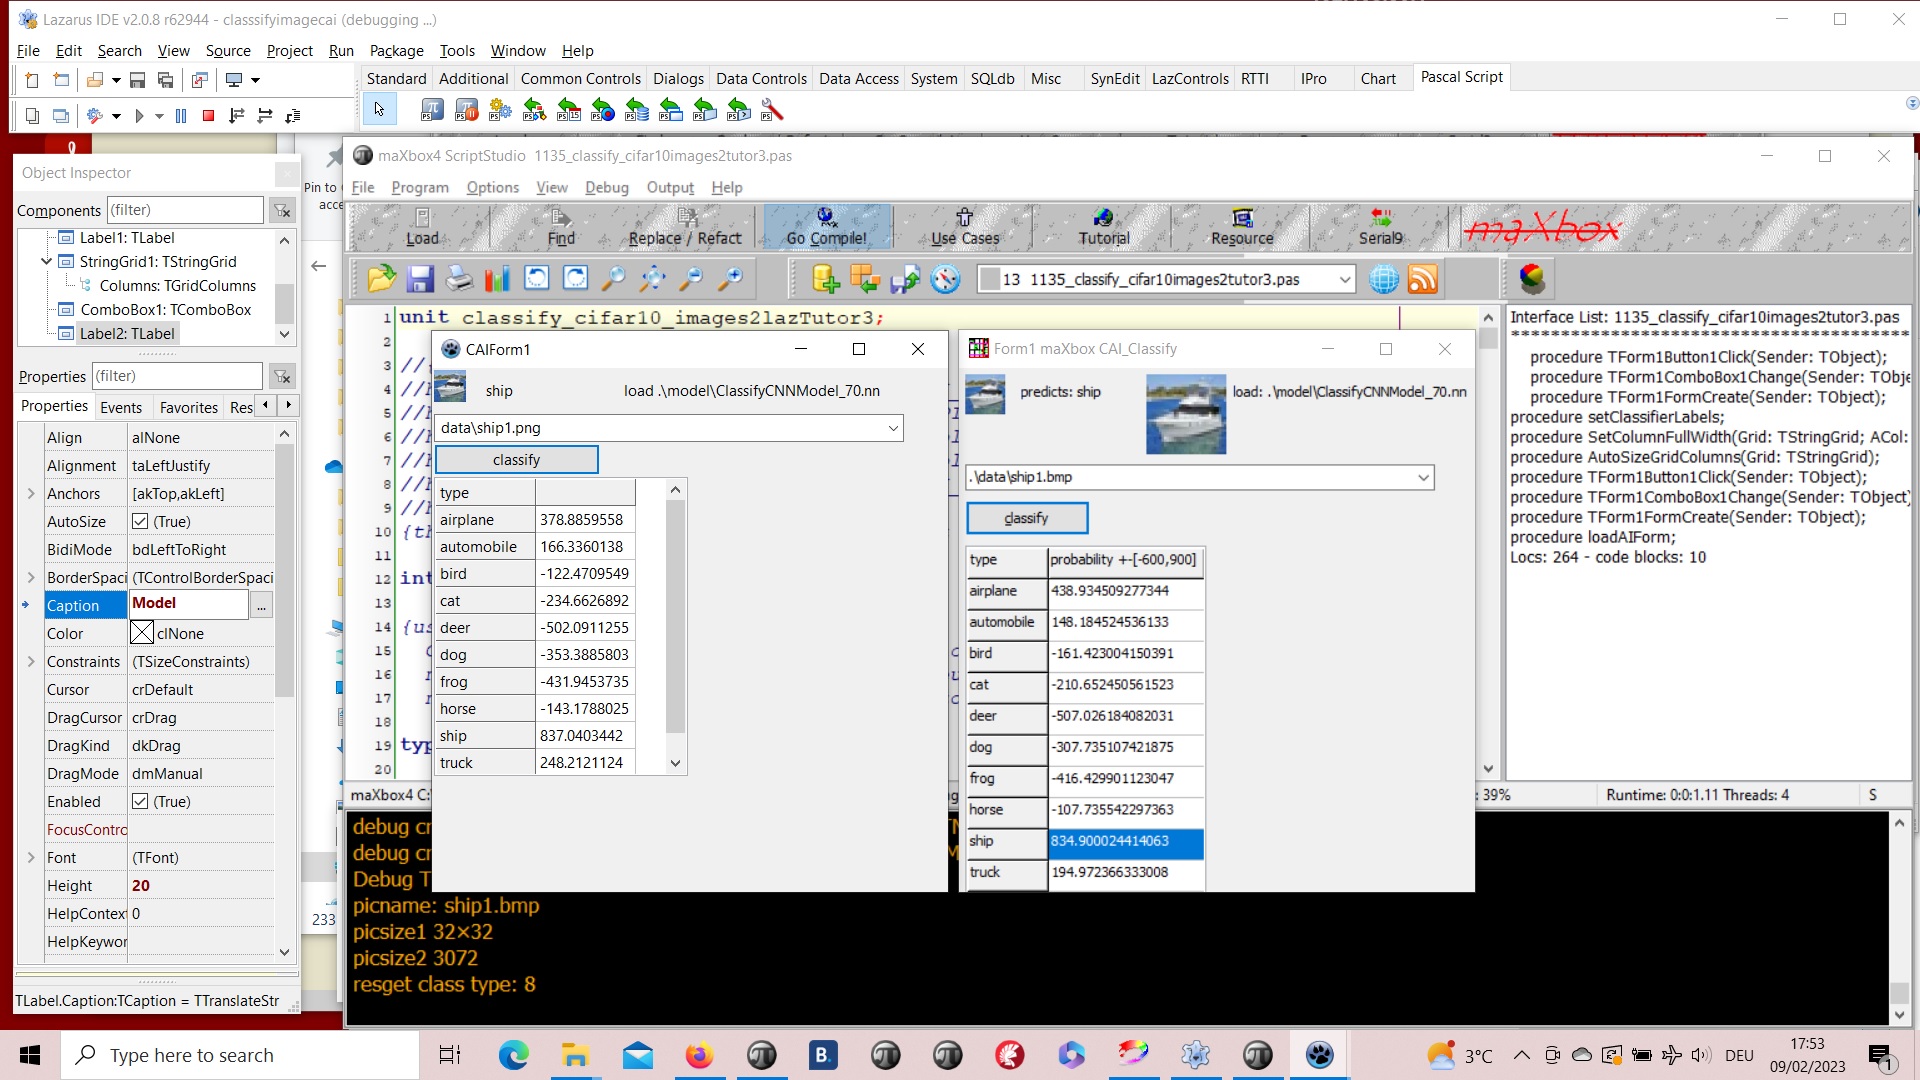 Lazarus IDE v2.0.8 r62944 - classsifyimagecai (debugging ...)
File Edit Search View Source Project Run Package Tools Window Help
Standard Additional Common Controls Dialogs Data Controls Data Access System SQLdb Misc SynEdit LazControls RTTI IPro Chart Pascal Script
Object Inspector
Components (filter)
Label1: TLabel
StringGrid1: TStringGrid
Columns: TGridColumns
ComboBox1: TComboBox
Label2: TLabel
Properties (filter)
Properties Events Favorites Res
Align alNone
Alignment taLeftJustify
Anchors [akTop,akLeft]
AutoSize (True)
BidiMode bdLeftToRight
BorderSpaci (TControlBorderSpaci
Caption Model ...
Color clNone
Constraints (TSizeConstraints)
Cursor crDefault
DragCursor crDrag
DragKind dkDrag
DragMode dmManual
Enabled (True)
FocusContro
Font (TFont)
Height 20
HelpContext 0
HelpKeywor
TLabel.Caption:TCaption = TTranslateStr
Pin to
acce
233
maXbox4 ScriptStudio 1135_classify_cifar10images2tutor3.pas
File Program Options View Debug Output Help
Load Find Replace / Refact Go Compile! Use Cases Tutorial Resource Serial9 maXbox
13 1135_classify_cifar10images2tutor3.pas
1 unit classify_cifar10_images2lazTutor3;
2
3
4
5
6
7
8
9
10 {th
11
12 int
13
14 {us
15
16
17
18
19 typ
20
CAIForm1
ship load .\model\ClassifyCNNModel_70.nn
data\ship1.png
classify
type
airplane 378.8859558
automobile 166.3360138
bird -122.4709549
cat -234.6626892
deer -502.0911255
dog -353.3885803
frog -431.9453735
horse -143.1788025
ship 837.0403442
truck 248.2121124
Form1 maXbox CAI_Classify
predicts: ship load: .\model\ClassifyCNNModel_70.nn
.\data\ship1.bmp
classify
type probability +-[-600,900]
airplane 438.934509277344
automobile 148.184524536133
bird -161.423004150391
cat -210.652450561523
deer -507.026184082031
dog -307.735107421875
frog -416.429901123047
horse -107.735542297363
ship 834.900024414063
truck 194.972366333008
Interface List: 1135_classify_cifar10images2tutor3.pas
******************************************
procedure TForm1Button1Click(Sender: TObject);
procedure TForm1ComboBox1Change(Sender: TObje
procedure TForm1FormCreate(Sender: TObject);
procedure setClassifierLabels;
procedure SetColumnFullWidth(Grid: TStringGrid; ACol:
procedure AutoSizeGridColumns(Grid: TStringGrid);
procedure TForm1Button1Click(Sender: TObject);
procedure TForm1ComboBox1Change(Sender: TObject)
procedure TForm1FormCreate(Sender: TObject);
procedure loadAIForm;
Locs: 264 - code blocks: 10
maXbox4 C:\ : 39% Runtime: 0:0:1.11 Threads: 4 S
debug cr
debug cr
Debug T
picname: ship1.bmp
picsize1 32×32
picsize2 3072
resget class type: 8
Type here to search
B.
3°C DEU 17:53
09/02/2023
1